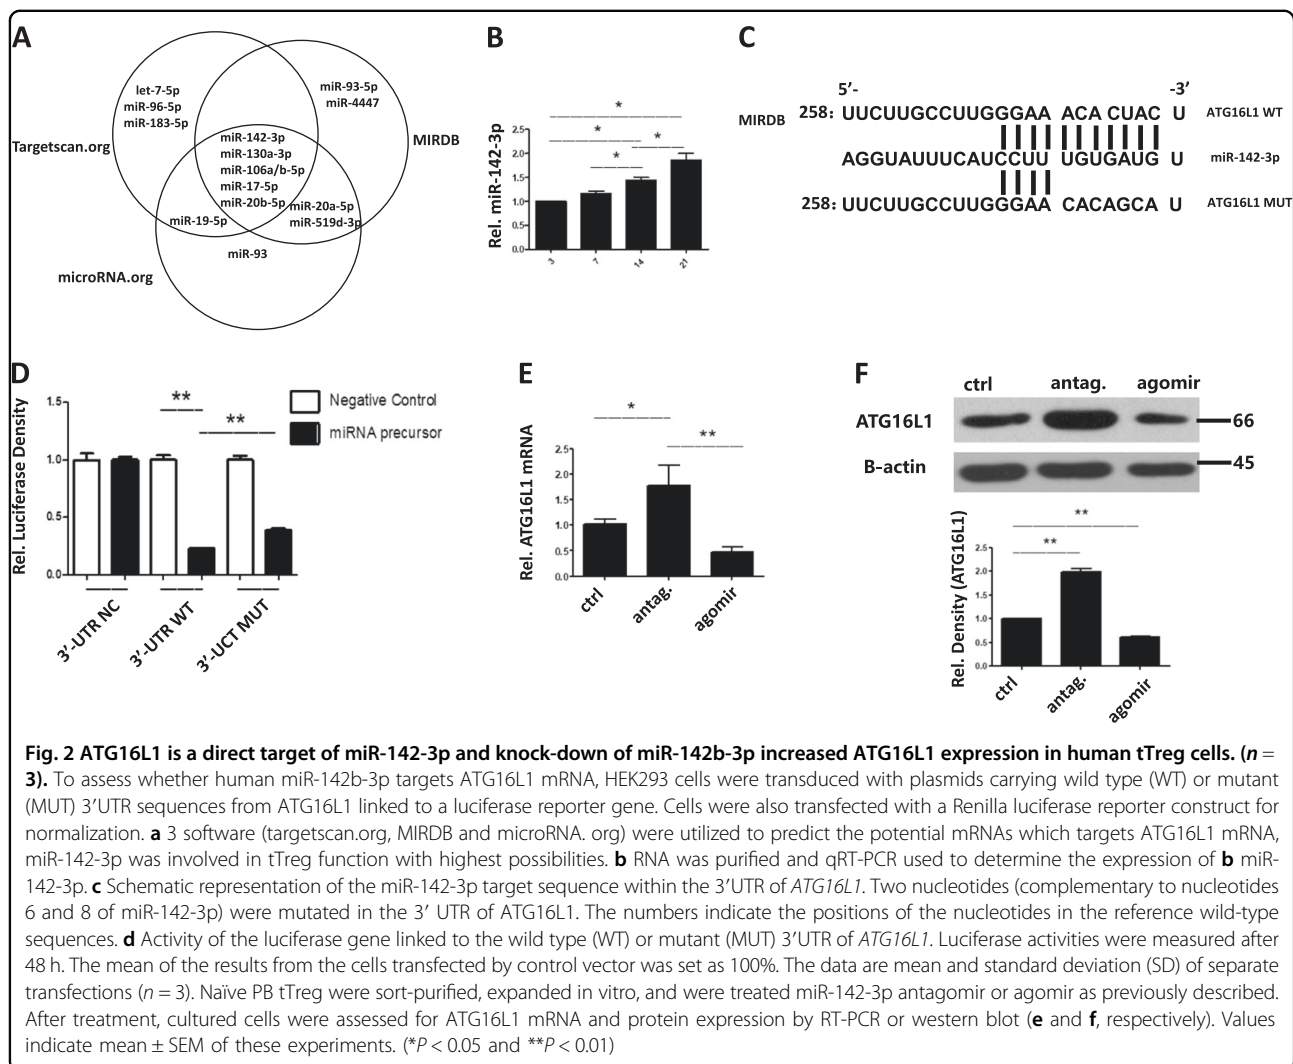 A
let-7-5p
miR-96-5p
miR-183-5p
miR-93-5p
miR-4447
Targetscan.org
MIRDB
miR-142-3p
miR-130a-3p
miR-106a/b-5p
miR-17-5p
miR-20b-5p
miR-20a-5p
miR-19-5p
miR-519d-3p
miR-93
microRNA.org
B
Rel. miR-142-3p
2.5
2.0
1.5
1.0
0.5
0.0
*
* *
*
3 7 14 21
C
5'- -3'
MIRDB 258: UUCUUGCCUUGGGAA ACA CUAC U ATG16L1 WT
AGGUAUUUCAUCCUU UGUGAUG U miR-142-3p
258: UUCUUGCCUUGGGAA CACAGCA U ATG16L1 MUT
D
Rel. Luciferase Density
1.5
1.0
0.5
0.0
**
**
Negative Control
miRNA precursor
3'-UTR NC
3'-UTR WT
3'-UCT MUT
E
Rel. ATG16L1 mRNA
2.5
2.0
1.5
1.0
0.5
0.0
*
**
ctrl
antag.
agomir
F
ctrl antag. agomir
ATG16L1 66
B-actin 45
Rel. Density (ATG16L1)
2.5
2.0
1.5
1.0
0.5
0.0
**
**
ctrl
antag.
agomir
Fig. 2 ATG16L1 is a direct target of miR-142-3p and knock-down of miR-142b-3p increased ATG16L1 expression in human tTreg cells. (n =
3). To assess whether human miR-142b-3p targets ATG16L1 mRNA, HEK293 cells were transduced with plasmids carrying wild type (WT) or mutant
(MUT) 3′UTR sequences from ATG16L1 linked to a luciferase reporter gene. Cells were also transfected with a Renilla luciferase reporter construct for
normalization. a 3 software (targetscan.org, MIRDB and microRNA. org) were utilized to predict the potential mRNAs which targets ATG16L1 mRNA,
miR-142-3p was involved in tTreg function with highest possibilities. b RNA was purified and qRT-PCR used to determine the expression of b miR-
142-3p. c Schematic representation of the miR-142-3p target sequence within the 3′UTR of ATG16L1. Two nucleotides (complementary to nucleotides
6 and 8 of miR-142-3p) were mutated in the 3′ UTR of ATG16L1. The numbers indicate the positions of the nucleotides in the reference wild-type
sequences. d Activity of the luciferase gene linked to the wild type (WT) or mutant (MUT) 3′UTR of ATG16L1. Luciferase activities were measured after
48 h. The mean of the results from the cells transfected by control vector was set as 100%. The data are mean and standard deviation (SD) of separate
transfections (n = 3). Naïve PB tTreg were sort-purified, expanded in vitro, and were treated miR-142-3p antagomir or agomir as previously described.
After treatment, cultured cells were assessed for ATG16L1 mRNA and protein expression by RT-PCR or western blot (e and f, respectively). Values
indicate mean ± SEM of these experiments. (*P < 0.05 and **P < 0.01)